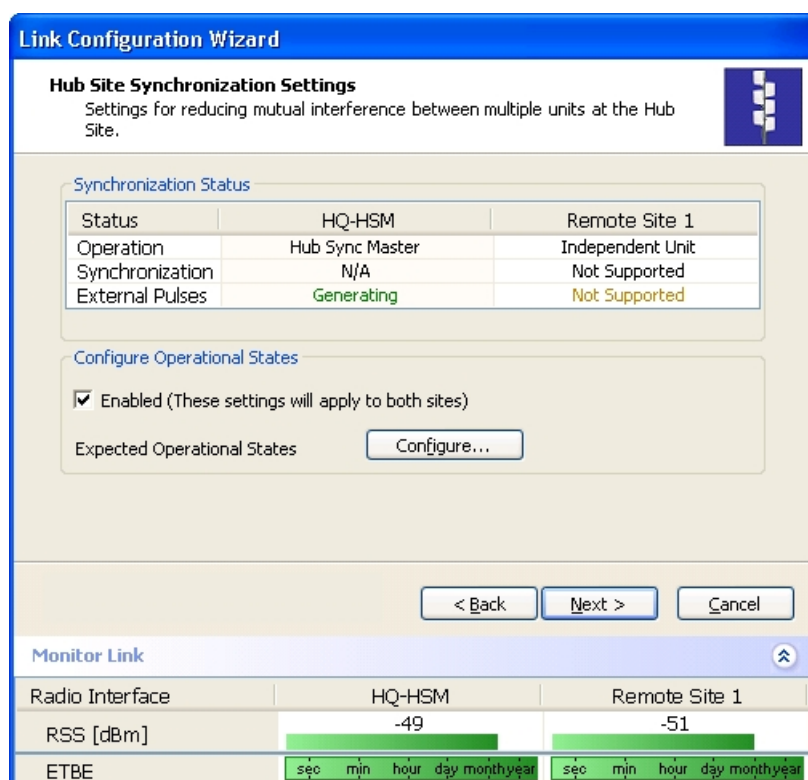 Link Configuration Wizard
Hub Site Synchronization Settings
Settings for reducing mutual interference between multiple units at the Hub
Site.
Synchronization Status
Status HQ-HSM Remote Site 1
Operation Hub Sync Master Independent Unit
Synchronization N/A Not Supported
External Pulses Generating Not Supported
Configure Operational States
Enabled (These settings will apply to both sites)
Expected Operational States Configure...
< Back Next > Cancel
Monitor Link
Radio Interface HQ-HSM Remote Site 1
RSS [dBm] -49 -51
ETBE sec min hour day month year sec min hour day month year